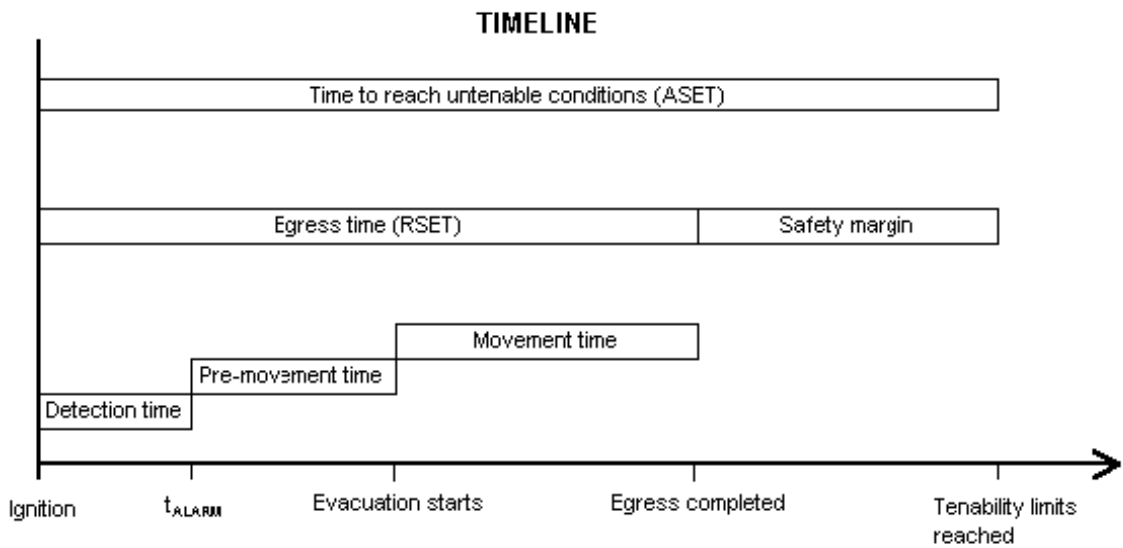 TIMELINE
Time to reach untenable conditions (ASET)
Egress time (RSET)
Safety margin
Movement time
Pre-movement time
Detection time
Ignition
tALARM
Evacuation starts
Egress completed
Tenability limits
reached